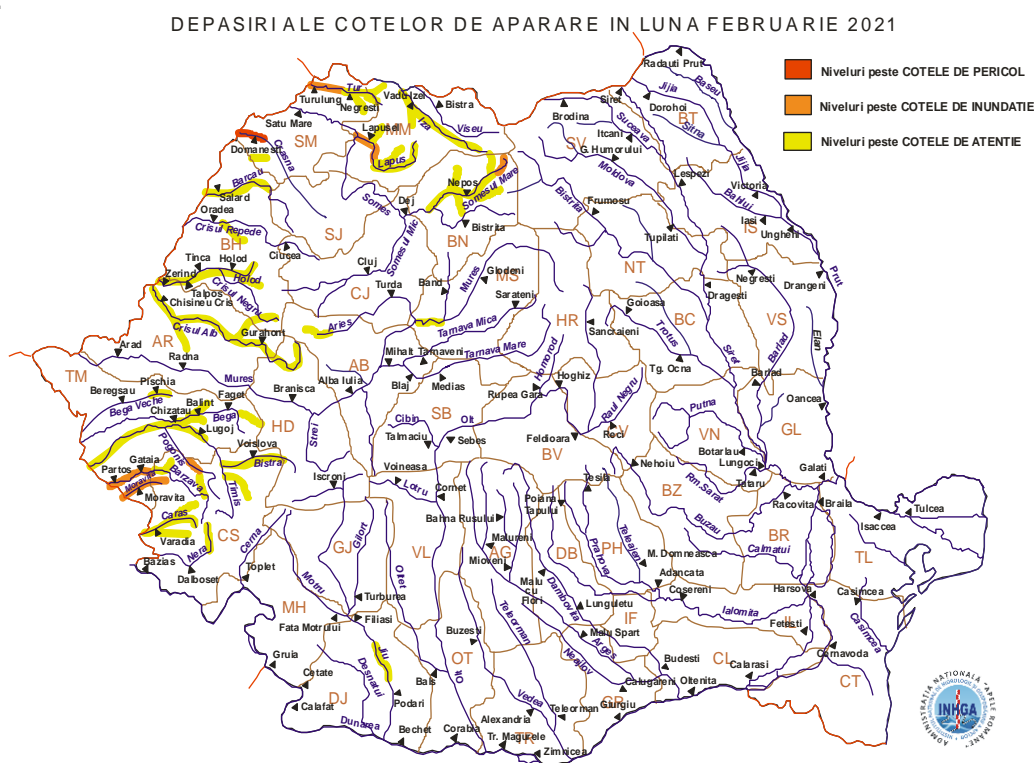 DEPASIRI ALE COTELOR DE APARARE IN LUNA FEBRUARIE 2021
Niveluri peste COTELE DE PERICOL
Niveluri peste COTELE DE INUNDATIE
Niveluri peste COTELE DE ATENTIE
Radauti Prut
Baseu
Jijia
Siret
Dorohoi
BT
Sitna
Suceava
Brodina
SV
Itcani
G. Humorului
Moldova
Lespezi
Jijia
Victoria
Bahlui
Iasi
IS
Ungheni
Prut
Tur
Turulung
Negresti
Vadu Izei
Bistra
Iza
Viseu
MM
Lapusel
Lapus
Satu Mare
SM
Domanesti
Crasna
Barcau
Salard
Oradea
Crisul Repede
BH
Ciucea
SJ
Somes
Dej
Somesul Mic
Nepos
Somesul Mare
BN
Bistrita
Bistrita
Frumosu
Tupilati
NT
Negresti
Drangeni
Dragesti
VS
Barlad
Elan
Tinca
Holod
Holod
Zerind
Talpos
Crisul Negru
Chisineu Cris
Crisul Alb
Gurahont
Cluj
CJ
Turda
Aries
Band
Mures
Glodeni
MS
Sarateni
Tarnava Mica
Tarnava Mare
HR
Sancraieni
Goioasa
Trotus
BC
Siret
Tg. Ocna
Barlad
Oancea
AR
Arad
Radna
TM
Mures
AB
Mihalt
Tarnaveni
Alba Iulia
Blaj
Medias
Homorod
Hoghiz
Rupea Gara
Raul Negru
Branisca
Pischia
Beregsau
Bega Veche
Balint
Faget
Chizatau
Bega
Lugoj
HD
Strei
SB
Cibin
Olt
Talmaciu
Sebes
Feldioara
BV
Reci
Putna
VN
GL
Botarlau
Lungoci
Pogonis
Voislova
Bistra
Gataia
Partos
Moravita
Barzava
Moravita
Timis
Caras
Varadia
CS
Nera
Bazias
Dalboset
Toplet
Cerna
Iscroni
Voineasa
Lotru
Cornet
Nehoiu
Tesila
Poiana
Tapului
BZ
Rm Sarat
Tataru
Galati
Racovita
Braila
Isaccea
Tulcea
Buzau
BR
Calmatui
TL
GJ
Gilort
Motru
Oltet
VL
Bahna Rusului
AG
Malureni
Mioveni
DB
Prahova
PH
Teleajen
M. Domneasca
Adancata
Cosereni
Malu
cu
Flori
Dambovita
Lunguletu
Ialomita
Harsova
Casimcea
Casimcea
MH
Turburea
Fata Motrului
Filiasi
Jiu
Gruia
Cetate
Calafat
Desnatui
DJ
Podari
Bals
OT
Olt
Buzesti
Teleorman
Neajlov
Arges
Malu Spart
IF
Fetesti
Cernavoda
CL
Calarasi
Budesti
Oltenita
Calugareni
Giurgiu
CT
Dunarea
Bechet
Corabia
Vedea
Teleorman
Alexandria
Tr. Magurele
TR
Zimnicea
INHGA
ADMINISTRATIA NATIONALA "APELE ROMANE"